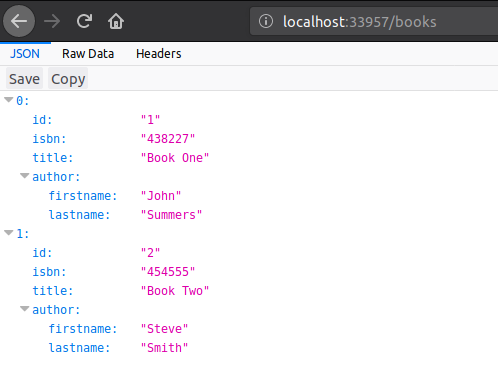 localhost:33957/books
JSON Raw Data Headers
Save Copy
0:
id: "1"
isbn: "438227"
title: "Book One"
author:
firstname: "John"
lastname: "Summers"
1:
id: "2"
isbn: "454555"
title: "Book Two"
author:
firstname: "Steve"
lastname: "Smith"